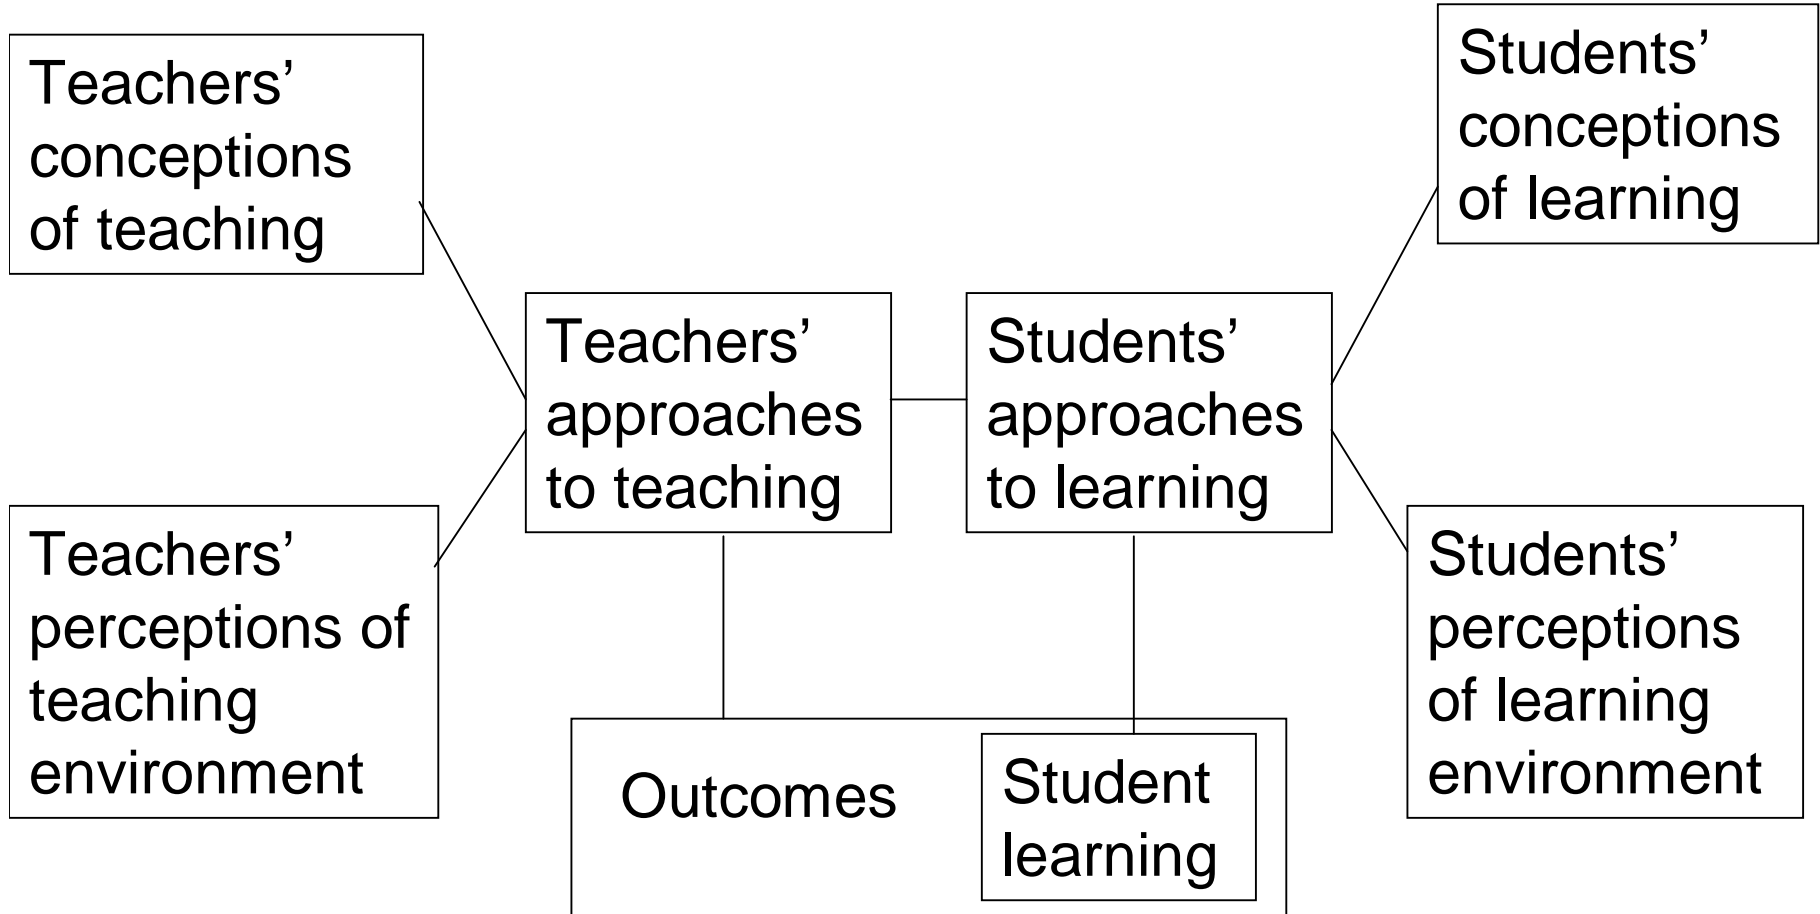 Teachers’
conceptions
of teaching
Teachers’
perceptions of
teaching
environment
Teachers’
approaches
to teaching
Students’
approaches
to learning
Students’
conceptions
of learning
Students’
perceptions
of learning
environment
Outcomes
Student
learning